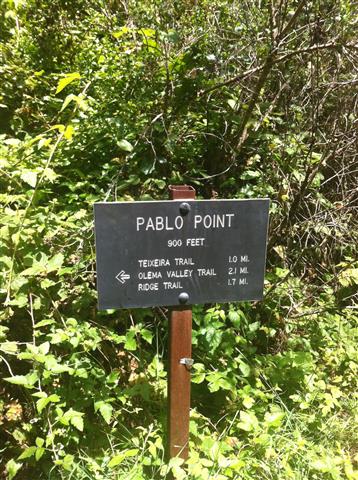 PABLO POINT
900 FEET
TEIXEIRA TRAIL 1.0 MI.
OLEMA VALLEY TRAIL 2.1 MI.
RIDGE TRAIL 1.7 MI.